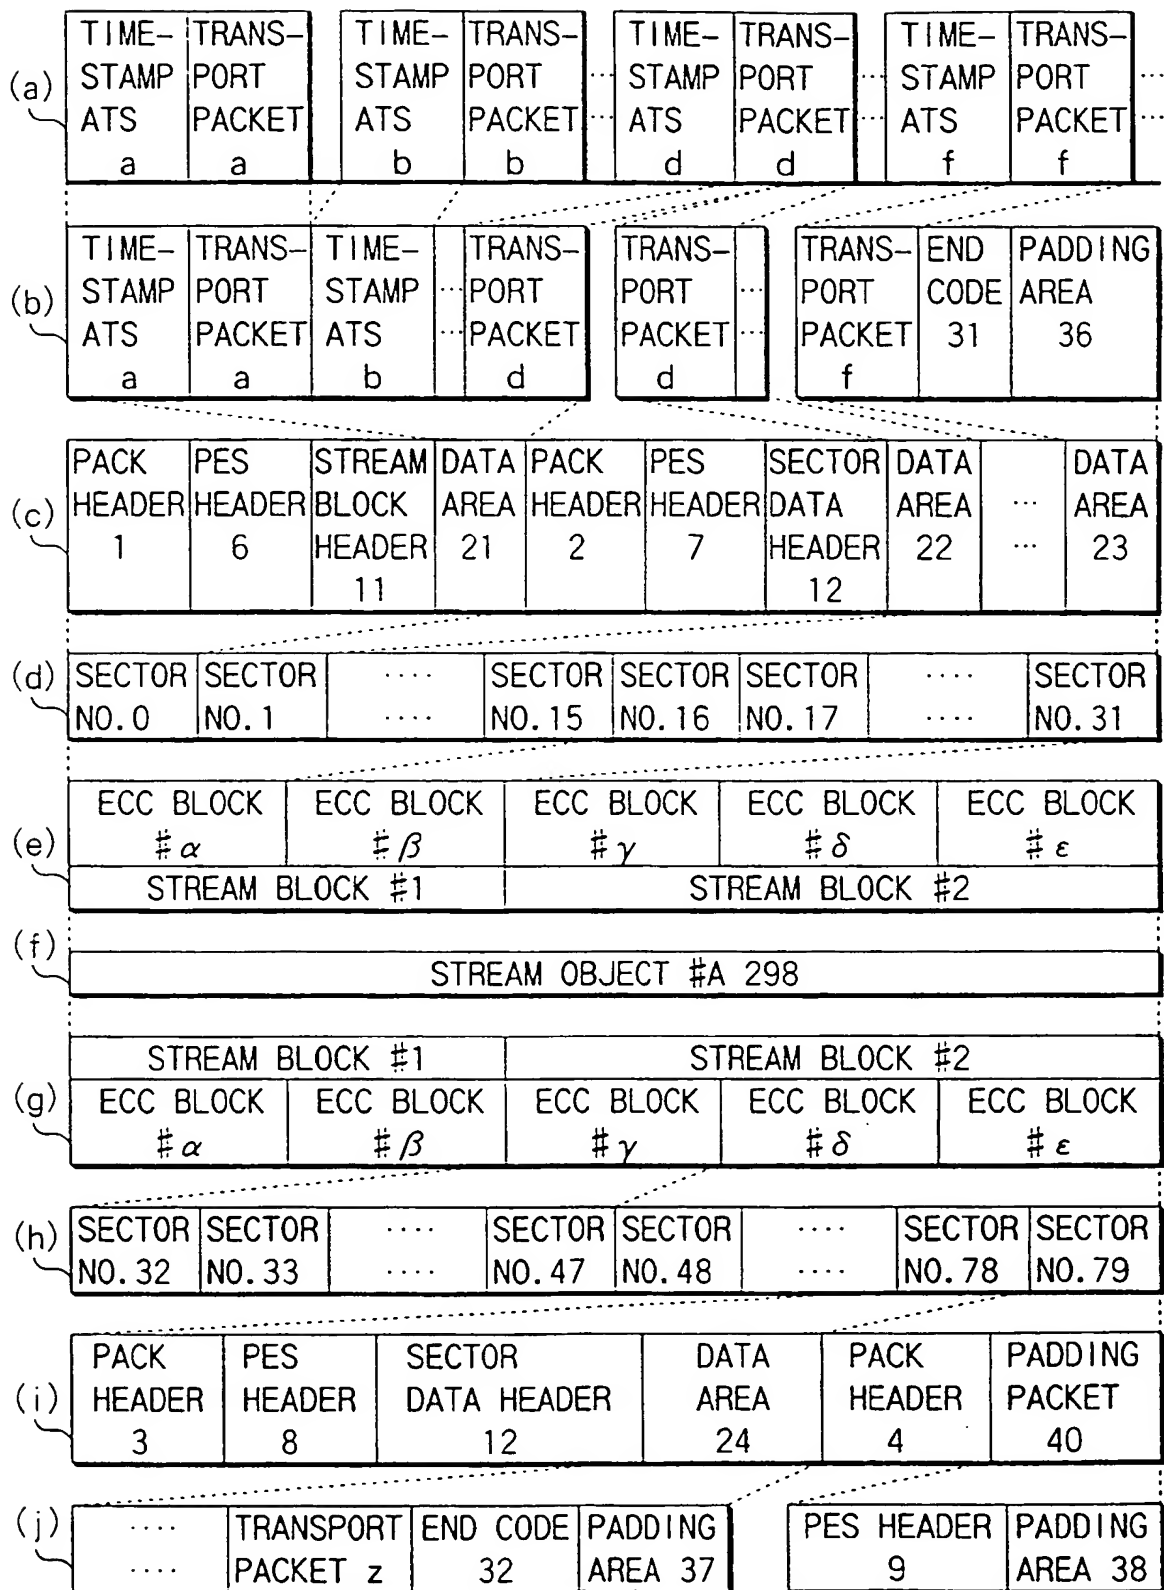 (a)
TIME- TRANS- TIME- TRANS- TIME- TRANS- TIME- TRANS-
STAMP PORT STAMP PORT ··· STAMP PORT ··· STAMP PORT ···
ATS PACKET ATS PACKET ··· ATS PACKET ··· ATS PACKET ···
a a b b d d f f
(b)
TIME- TRANS- TIME- TRANS- TRANS- TRANS- END PADDING
STAMP PORT STAMP ··· PORT PORT ··· PORT CODE AREA
ATS PACKET ATS ··· PACKET PACKET ··· PACKET 31 36
a a b d d f
(c)
PACK PES STREAM DATA PACK PES SECTOR DATA DATA
HEADER HEADER BLOCK AREA HEADER HEADER DATA AREA ··· AREA
1 6 HEADER 21 2 7 HEADER 22 ··· 23
11 12
(d)
SECTOR SECTOR ···· SECTOR SECTOR SECTOR ···· SECTOR
NO.0 NO.1 ···· NO.15 NO.16 NO.17 ···· NO.31
(e)
ECC BLOCK ECC BLOCK ECC BLOCK ECC BLOCK ECC BLOCK
#α #β #γ #δ #ε
STREAM BLOCK #1 STREAM BLOCK #2
(f)
STREAM OBJECT #A 298
(g)
STREAM BLOCK #1 STREAM BLOCK #2
ECC BLOCK ECC BLOCK ECC BLOCK ECC BLOCK ECC BLOCK
#α #β #γ #δ #ε
(h)
SECTOR SECTOR ···· SECTOR SECTOR ···· SECTOR SECTOR
NO.32 NO.33 ···· NO.47 NO.48 ···· NO.78 NO.79
(i)
PACK PES SECTOR DATA PACK PADDING
HEADER HEADER DATA HEADER AREA HEADER PACKET
3 8 12 24 4 40
(j)
···· TRANSPORT END CODE PADDING PES HEADER PADDING
···· PACKET z 32 AREA 37 9 AREA 38